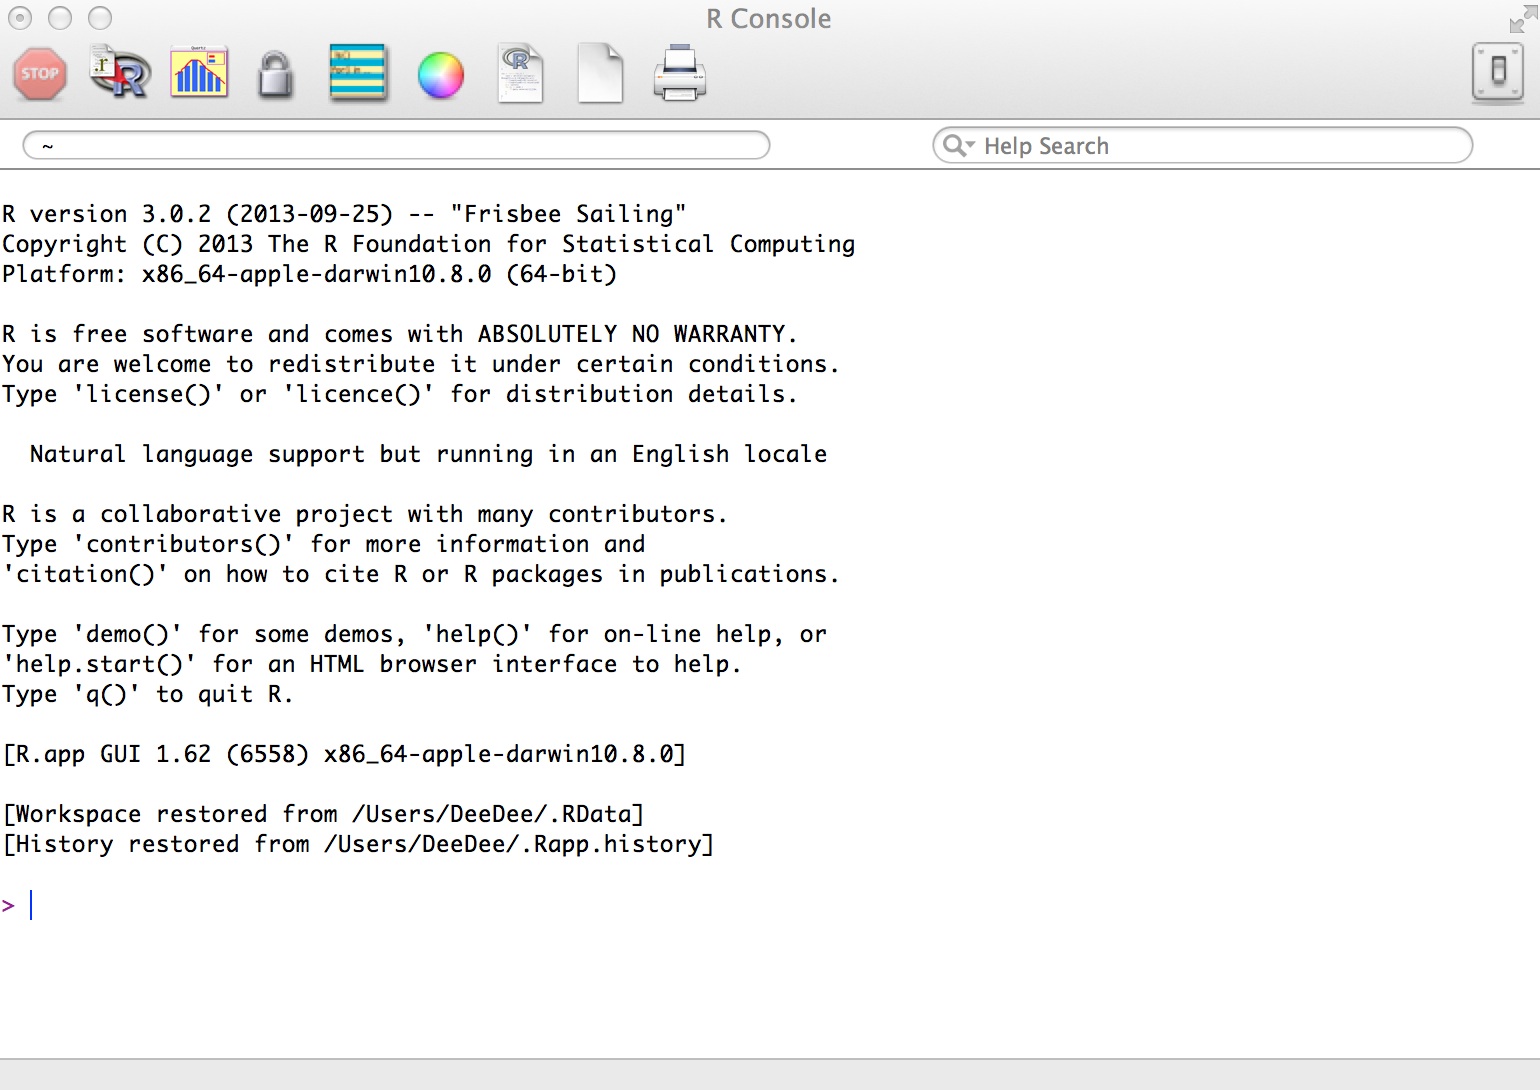 R Console
STOP
~
Help Search
R version 3.0.2 (2013-09-25) -- "Frisbee Sailing"
Copyright (C) 2013 The R Foundation for Statistical Computing
Platform: x86_64-apple-darwin10.8.0 (64-bit)
R is free software and comes with ABSOLUTELY NO WARRANTY.
You are welcome to redistribute it under certain conditions.
Type 'license()' or 'licence()' for distribution details.
Natural language support but running in an English locale
R is a collaborative project with many contributors.
Type 'contributors()' for more information and
'citation()' on how to cite R or R packages in publications.
Type 'demo()' for some demos, 'help()' for on-line help, or
'help.start()' for an HTML browser interface to help.
Type 'q()' to quit R.
[R.app GUI 1.62 (6558) x86_64-apple-darwin10.8.0]
[Workspace restored from /Users/DeeDee/.RData]
[History restored from /Users/DeeDee/.Rapp.history]
>